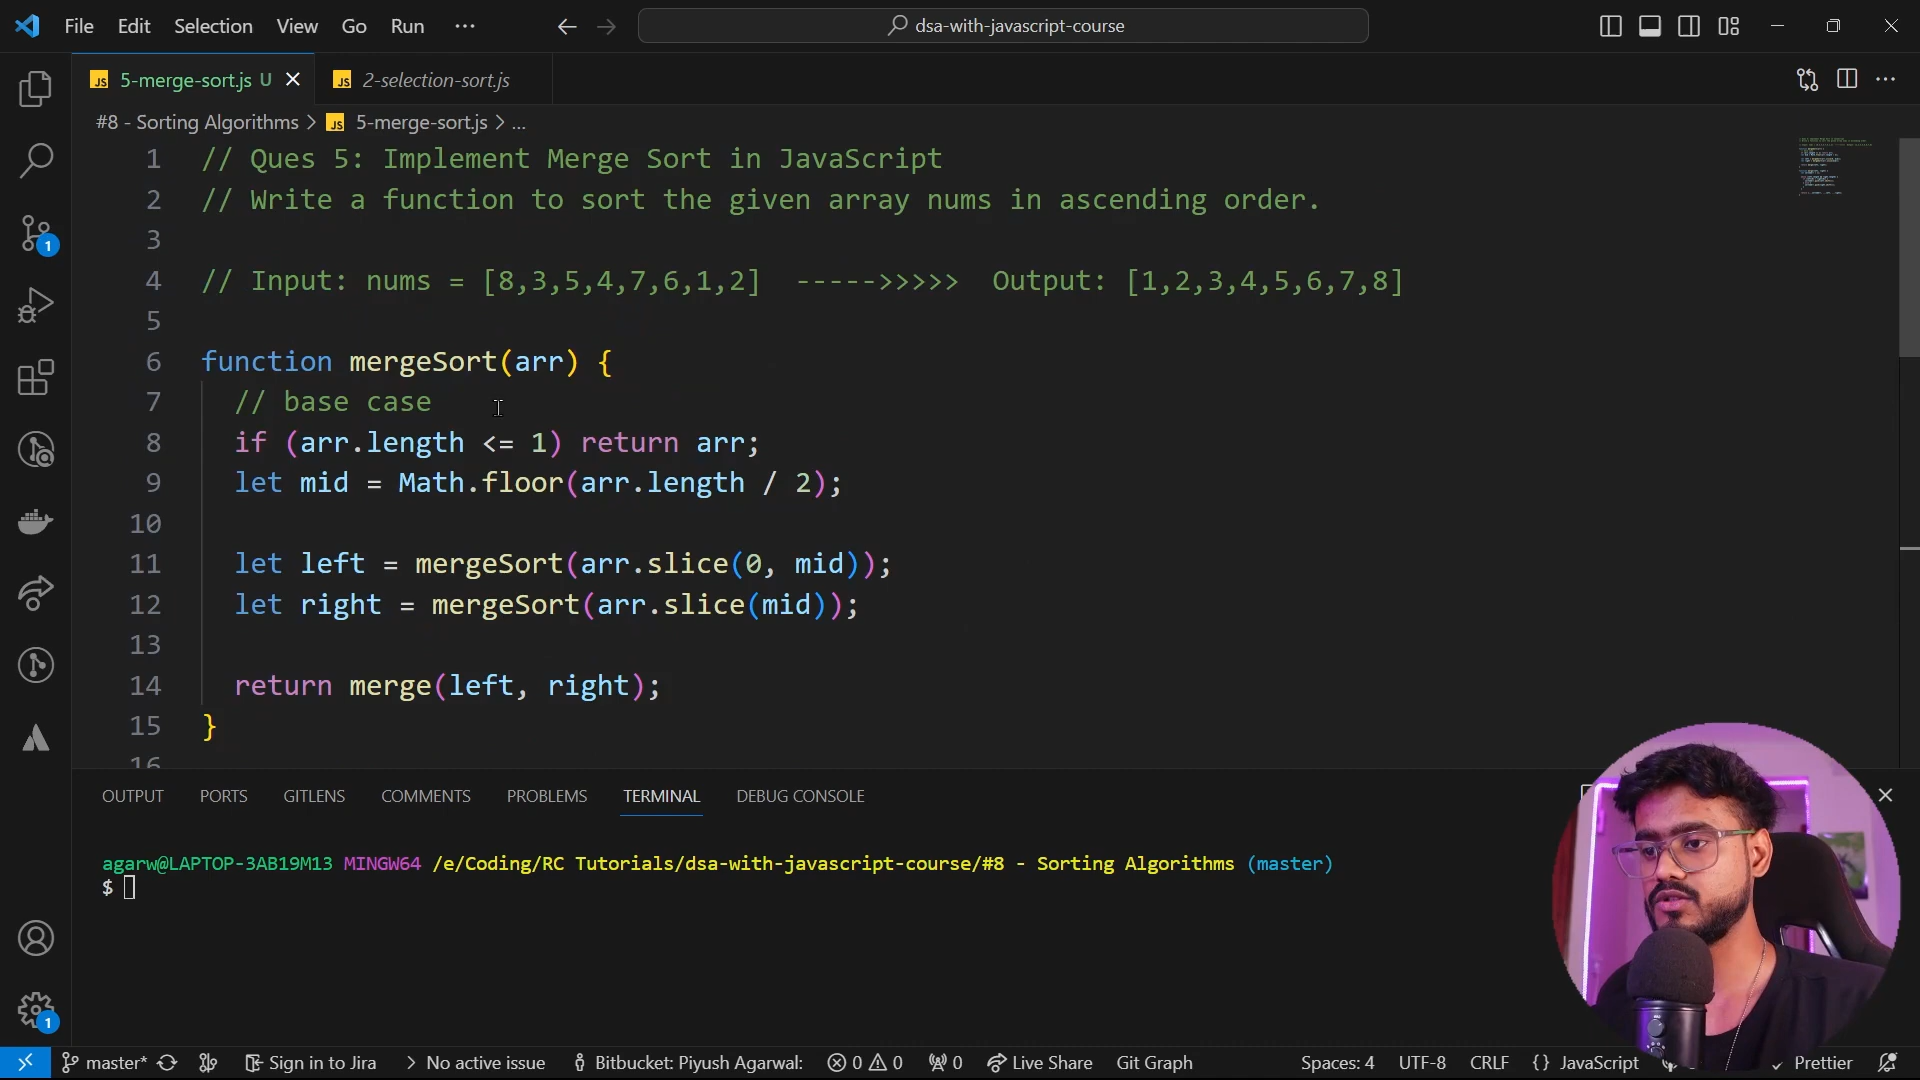 File Edit Selection View Go Run ··· dsa-with-javascript-course
5-merge-sort.js U 2-selection-sort.js
#8 - Sorting Algorithms > JS 5-merge-sort.js > ...
1 // Ques 5: Implement Merge Sort in JavaScript
2 // Write a function to sort the given array nums in ascending order.
3
4 // Input: nums = [8,3,5,4,7,6,1,2] ----->>>>> Output: [1,2,3,4,5,6,7,8]
5
6 function mergeSort(arr) {
7 // base case
8 if (arr.length <= 1) return arr;
9 let mid = Math.floor(arr.length / 2);
10
11 let left = mergeSort(arr.slice(0, mid));
12 let right = mergeSort(arr.slice(mid));
13
14 return merge(left, right);
15 }
16
OUTPUT PORTS GITLENS COMMENTS PROBLEMS TERMINAL DEBUG CONSOLE
agarw@LAPTOP-3AB19M13 MINGW64 /e/Coding/RC Tutorials/dsa-with-javascript-course/#8 - Sorting Algorithms (master)
$
master* Sign in to Jira > No active issue Bitbucket: Piyush Agarwal: 0 0 0 Live Share Git Graph Spaces: 4 UTF-8 CRLF {} JavaScript Prettier